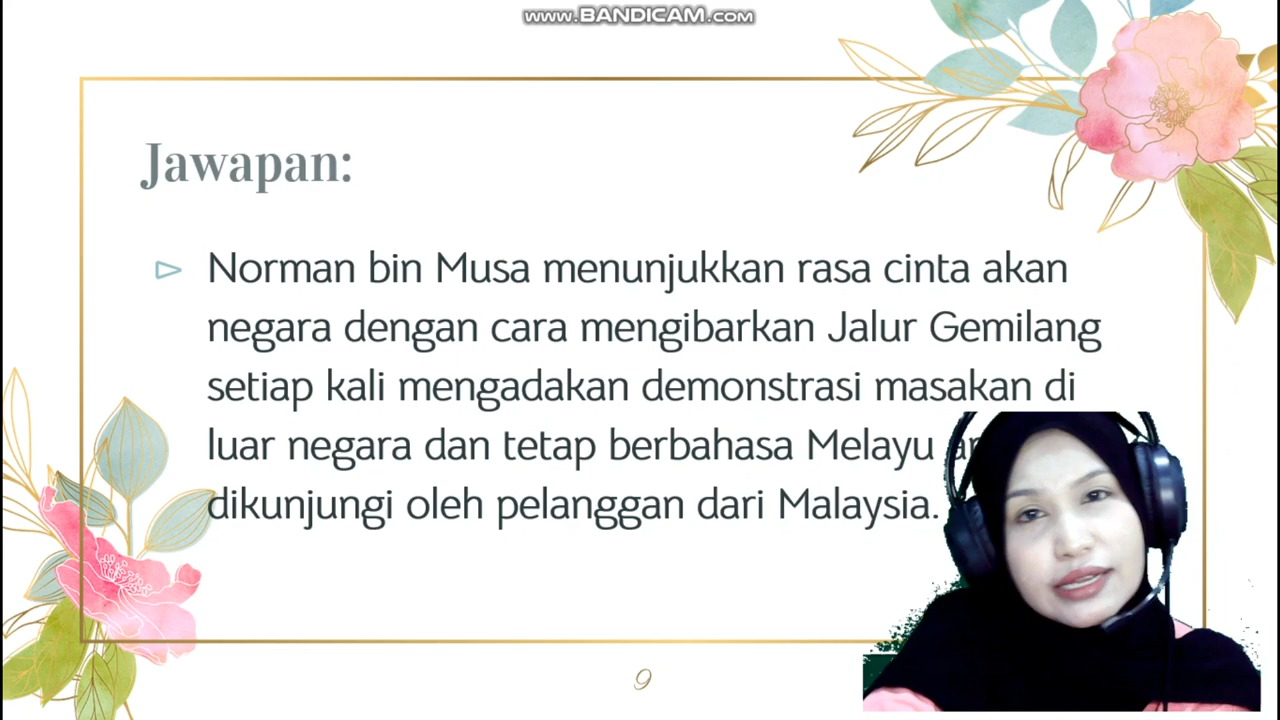 www.BANDICAM.com
Jawapan:
Norman bin Musa menunjukkan rasa cinta akan
negara dengan cara mengibarkan Jalur Gemilang
setiap kali mengadakan demonstrasi masakan di
luar negara dan tetap berbahasa Melayu
dikunjungi oleh pelanggan dari Malaysia.
9